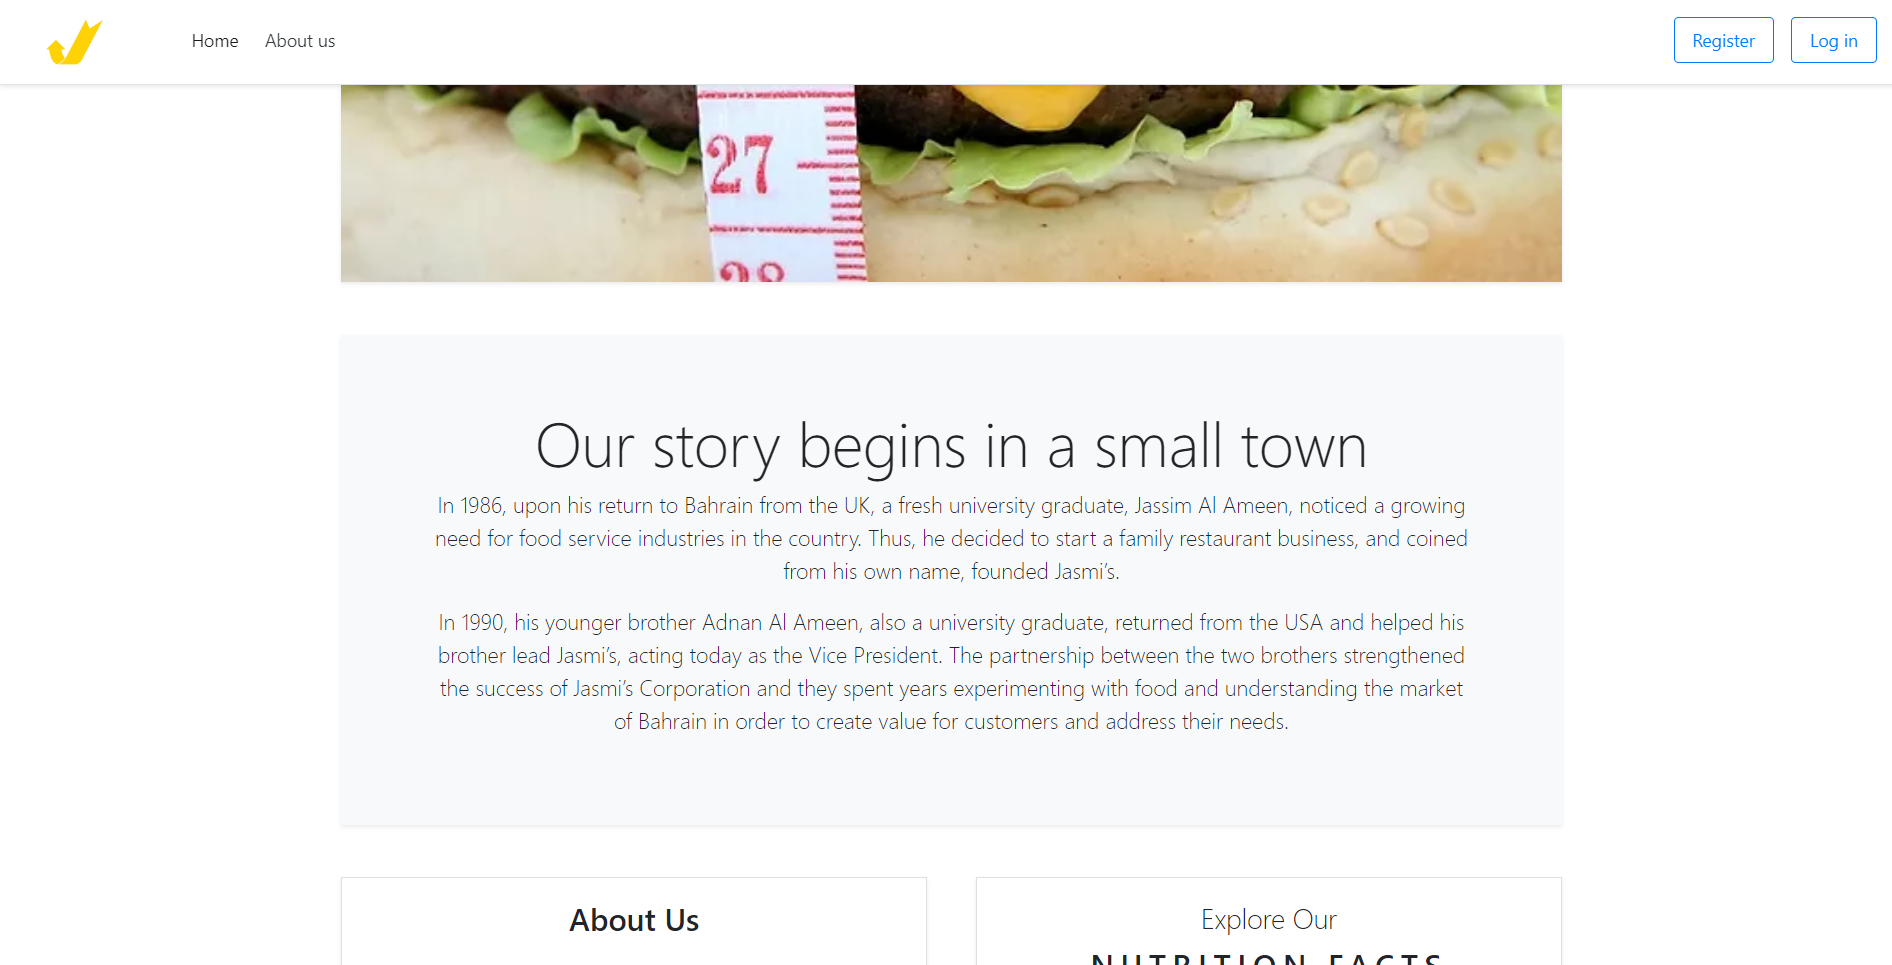 Home About us Register Log in
27
28
Our story begins in a small town
In 1986, upon his return to Bahrain from the UK, a fresh university graduate, Jassim Al Ameen, noticed a growing
need for food service industries in the country. Thus, he decided to start a family restaurant business, and coined
from his own name, founded Jasmi’s.
In 1990, his younger brother Adnan Al Ameen, also a university graduate, returned from the USA and helped his
brother lead Jasmi’s, acting today as the Vice President. The partnership between the two brothers strengthened
the success of Jasmi’s Corporation and they spent years experimenting with food and understanding the market
of Bahrain in order to create value for customers and address their needs.
About Us
Explore Our
NUTRITION FACTS